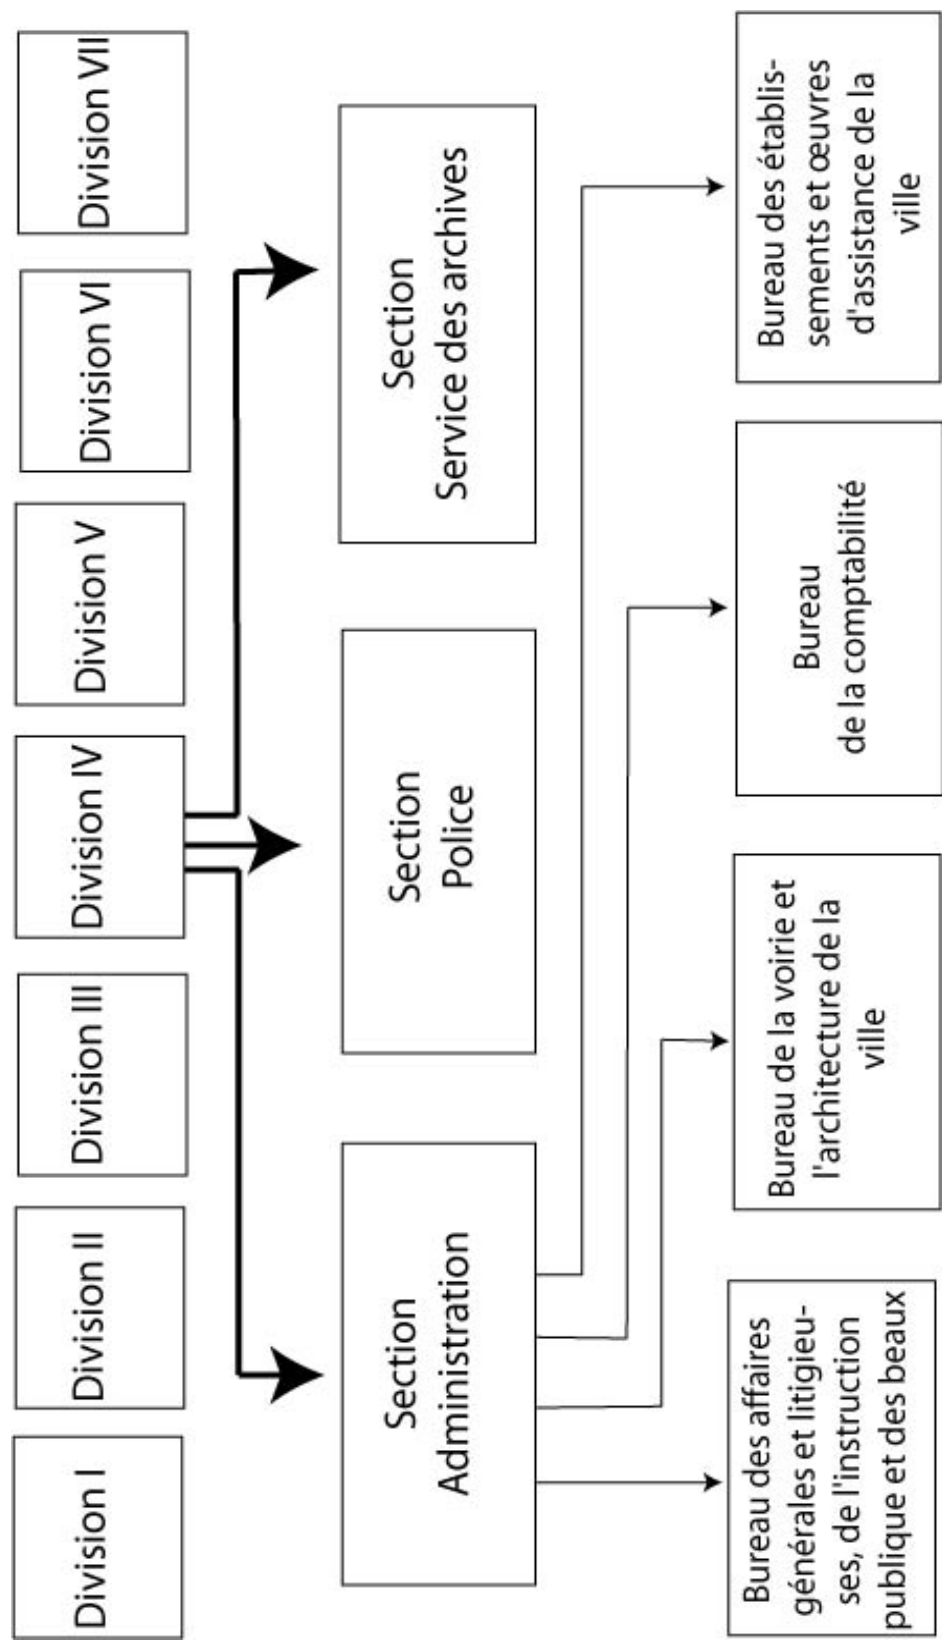 Division I
Division II
Division III
Division IV
Division V
Division VI
Division VII
Section
Administration
Section
Police
Section
Service des archives
Bureau des affaires
générales et litigieu-
ses, de l'instruction
publique et des beaux
Bureau de la voirie et
l'architecture de la
ville
Bureau
de la comptabilité
Bureau des établis-
sements et œuvres
d'assistance de la
ville